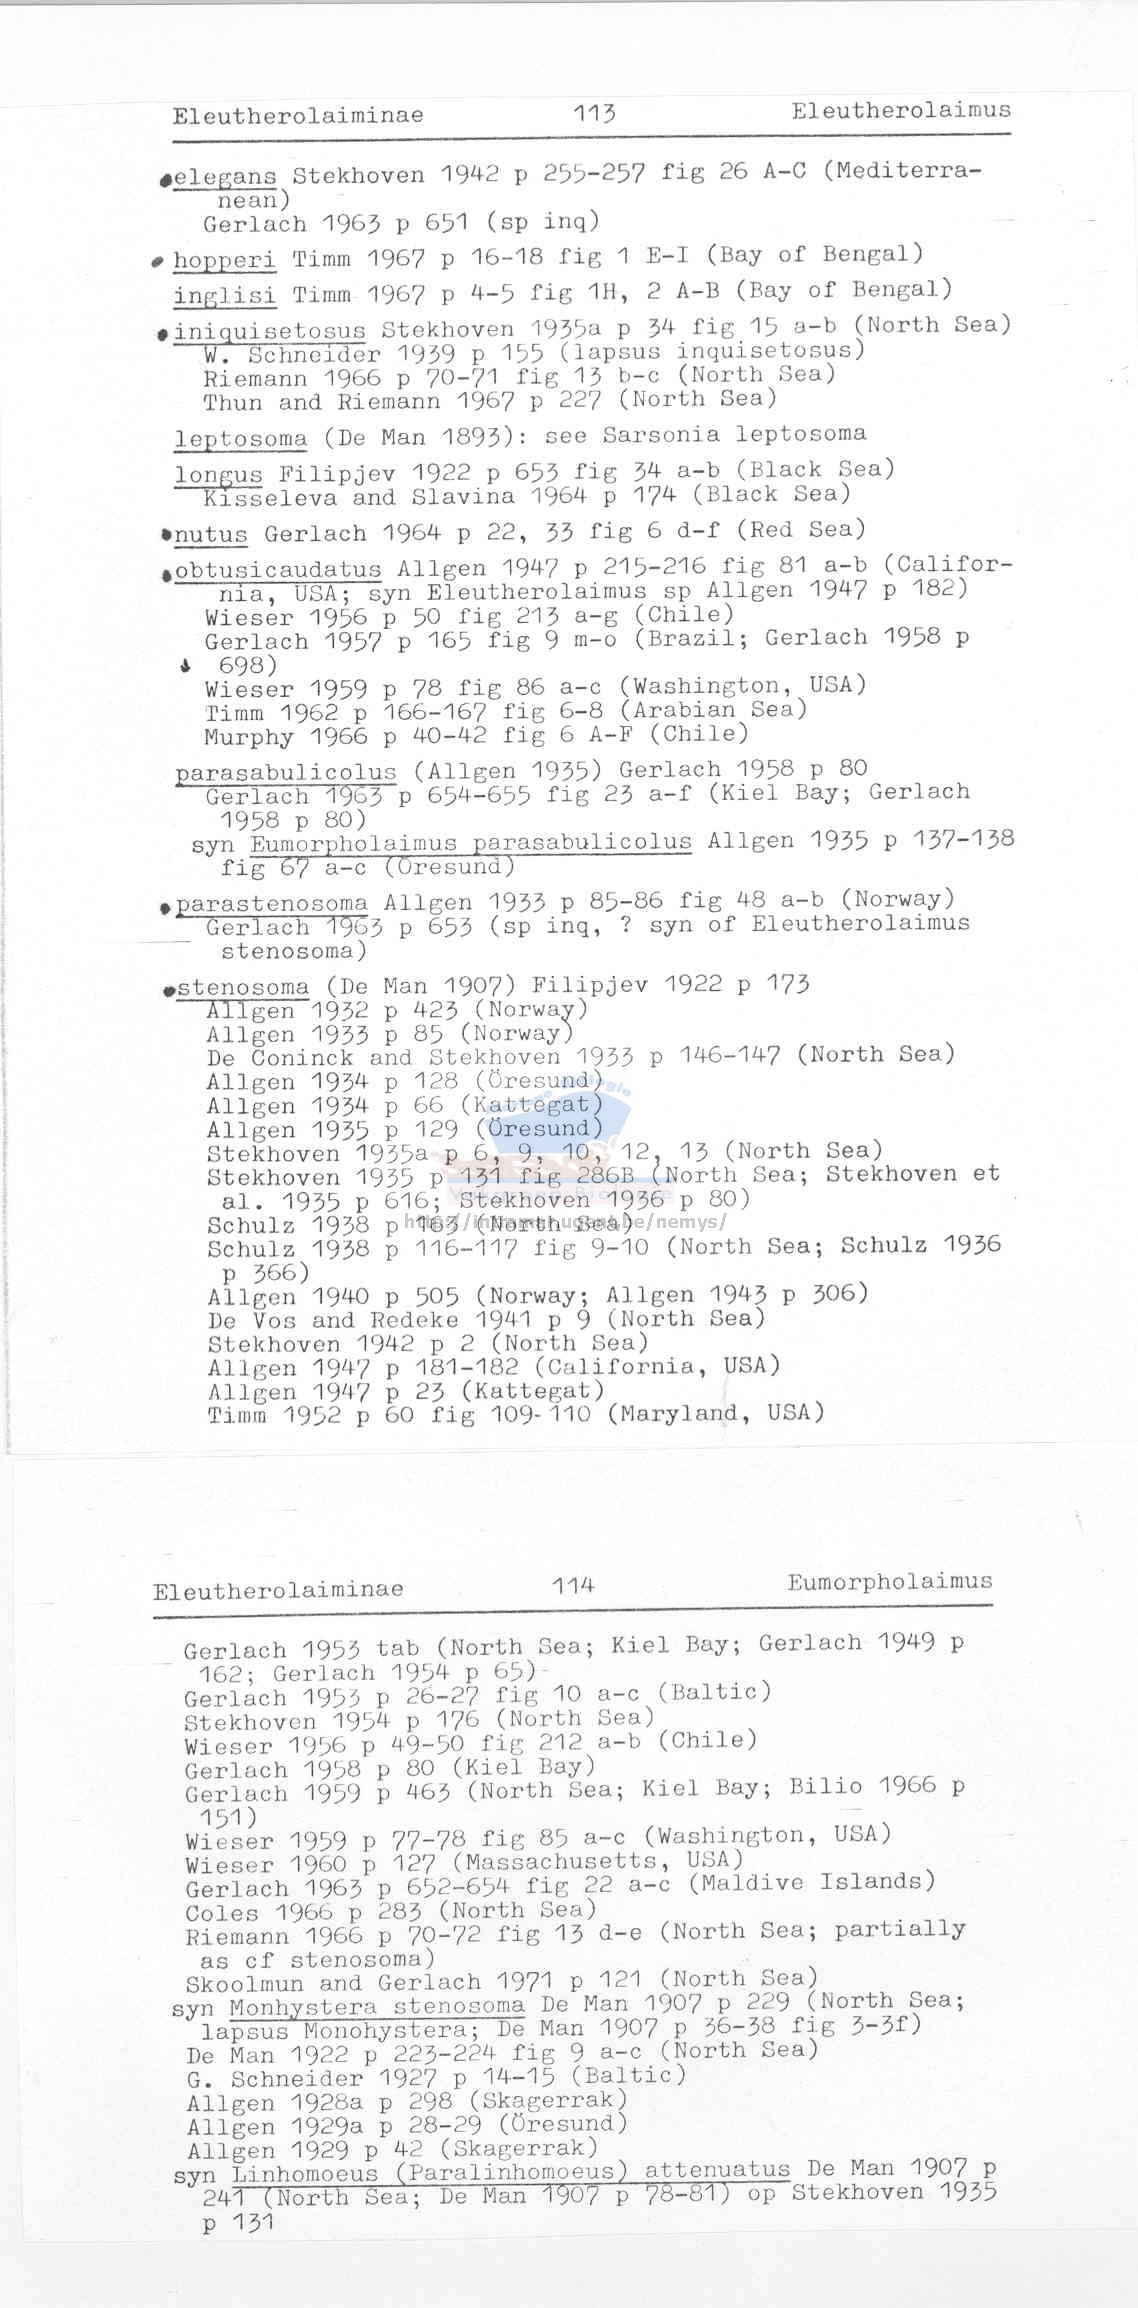 Eleutherolaiminae 113 Eleutherolaimus
elegans Stekhoven 1942 p 255-257 fig 26 A-C (Mediterra-
nean)
Gerlach 1963 p 651 (sp inq)
hopperi Timm 1967 p 16-18 fig 1 E-I (Bay of Bengal)
inglisi Timm 1967 p 4-5 fig 1H, 2 A-B (Bay of Bengal)
iniquisetosus Stekhoven 1935a p 34 fig 15 a-b (North Sea)
W. Schneider 1939 p 155 (lapsus inquisetosus)
Riemann 1966 p 70-71 fig 13 b-c (North Sea)
Thun and Riemann 1967 p 227 (North Sea)
leptosoma (De Man 1893): see Sarsonia leptosoma
longus Filipjev 1922 p 653 fig 34 a-b (Black Sea)
Kisseleva and Slavina 1964 p 174 (Black Sea)
nutus Gerlach 1964 p 22, 33 fig 6 d-f (Red Sea)
obtusicaudatus Allgen 1947 p 215-216 fig 81 a-b (Califor-
nia, USA; syn Eleutherolaimus sp Allgen 1947 p 182)
Wieser 1956 p 50 fig 213 a-g (Chile)
Gerlach 1957 p 165 fig 9 m-o (Brazil; Gerlach 1958 p
698)
Wieser 1959 p 78 fig 86 a-c (Washington, USA)
Timm 1962 p 166-167 fig 6-8 (Arabian Sea)
Murphy 1966 p 40-42 fig 6 A-F (Chile)
parasabulicolus (Allgen 1935) Gerlach 1958 p 80
Gerlach 1963 p 654-655 fig 23 a-f (Kiel Bay; Gerlach
1958 p 80)
syn Eumorpholaimus parasabulicolus Allgen 1935 p 137-138
fig 67 a-c (Öresund)
parastenosoma Allgen 1933 p 85-86 fig 48 a-b (Norway)
Gerlach 1963 p 653 (sp inq, ? syn of Eleutherolaimus
stenosoma)
stenosoma (De Man 1907) Filipjev 1922 p 173
Allgen 1932 p 423 (Norway)
Allgen 1933 p 85 (Norway)
De Coninck and Stekhoven 1933 p 146-147 (North Sea)
Allgen 1934 p 128 (Öresund)
Allgen 1934 p 66 (Kattegat)
Allgen 1935 p 129 (Öresund)
Stekhoven 1935a p 6, 9, 10, 12, 13 (North Sea)
Stekhoven 1935 p 131 fig 286B (North Sea; Stekhoven et
al. 1935 p 616; Stekhoven 1936 p 80)
Schulz 1938 p 163 (North Sea)
Schulz 1938 p 116-117 fig 9-10 (North Sea; Schulz 1936
p 366)
Allgen 1940 p 505 (Norway; Allgen 1943 p 306)
De Vos and Redeke 1941 p 9 (North Sea)
Stekhoven 1942 p 2 (North Sea)
Allgen 1947 p 181-182 (California, USA)
Allgen 1947 p 23 (Kattegat)
Timm 1952 p 60 fig 109-110 (Maryland, USA)
Eleutherolaiminae 114 Eumorpholaimus
Gerlach 1953 tab (North Sea; Kiel Bay; Gerlach 1949 p
162; Gerlach 1954 p 65)
Gerlach 1953 p 26-27 fig 10 a-c (Baltic)
Stekhoven 1954 p 176 (North Sea)
Wieser 1956 p 49-50 fig 212 a-b (Chile)
Gerlach 1958 p 80 (Kiel Bay)
Gerlach 1959 p 463 (North Sea; Kiel Bay; Bilio 1966 p
151)
Wieser 1959 p 77-78 fig 85 a-c (Washington, USA)
Wieser 1960 p 127 (Massachusetts, USA)
Gerlach 1963 p 652-654 fig 22 a-c (Maldive Islands)
Coles 1966 p 283 (North Sea)
Riemann 1966 p 70-72 fig 13 d-e (North Sea; partially
as cf stenosoma)
Skoolmun and Gerlach 1971 p 121 (North Sea)
syn Monhystera stenosoma De Man 1907 p 229 (North Sea;
lapsus Monohystera; De Man 1907 p 36-38 fig 3-3f)
De Man 1922 p 223-224 fig 9 a-c (North Sea)
G. Schneider 1927 p 14-15 (Baltic)
Allgen 1928a p 298 (Skagerrak)
Allgen 1929a p 28-29 (Öresund)
Allgen 1929 p 42 (Skagerrak)
syn Linhomoeus (Paralinhomoeus) attenuatus De Man 1907 p
241 (North Sea; De Man 1907 p 78-81) op Stekhoven 1935
p 131